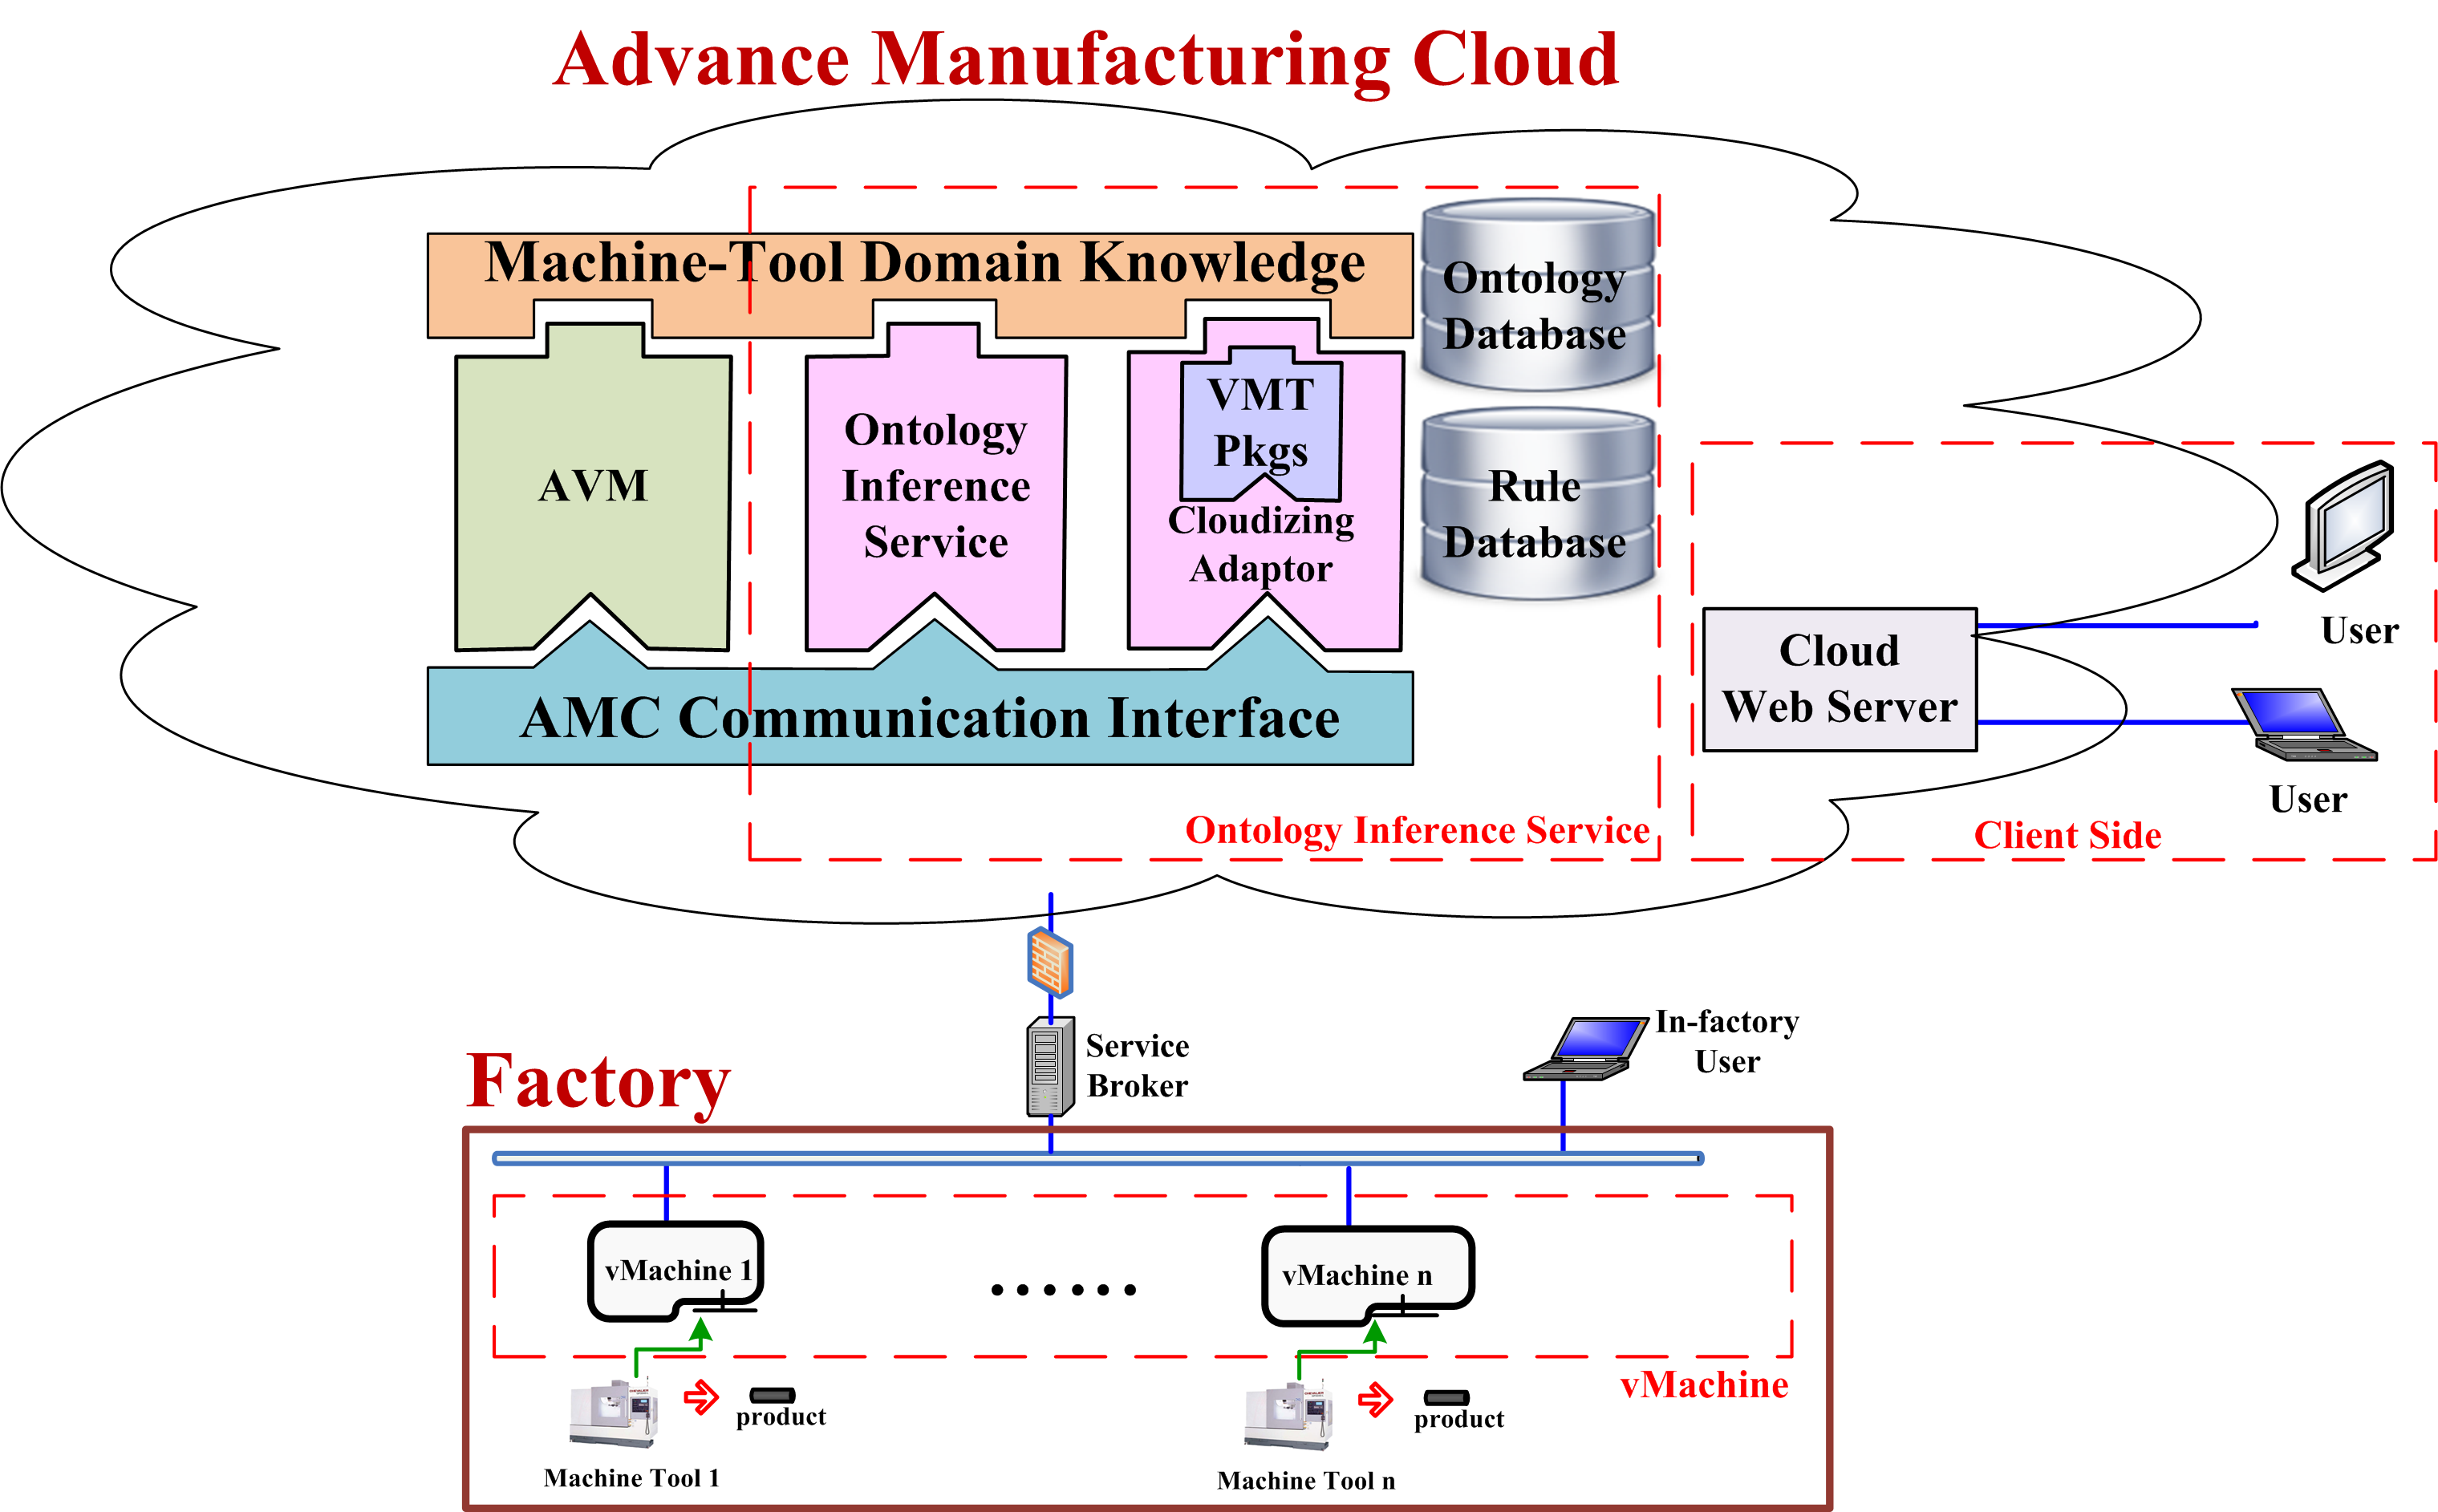 Advance Manufacturing Cloud
Machine-Tool Domain Knowledge
Ontology
Database
AVM
Ontology
Inference
Service
VMT
Pkgs
Cloudizing
Adaptor
Rule
Database
AMC Communication Interface
Ontology Inference Service
Cloud
Web Server
User
User
Client Side
Service
Broker
In-factory
User
Factory
vMachine 1
......
vMachine n
vMachine
product
Machine Tool 1
product
Machine Tool n